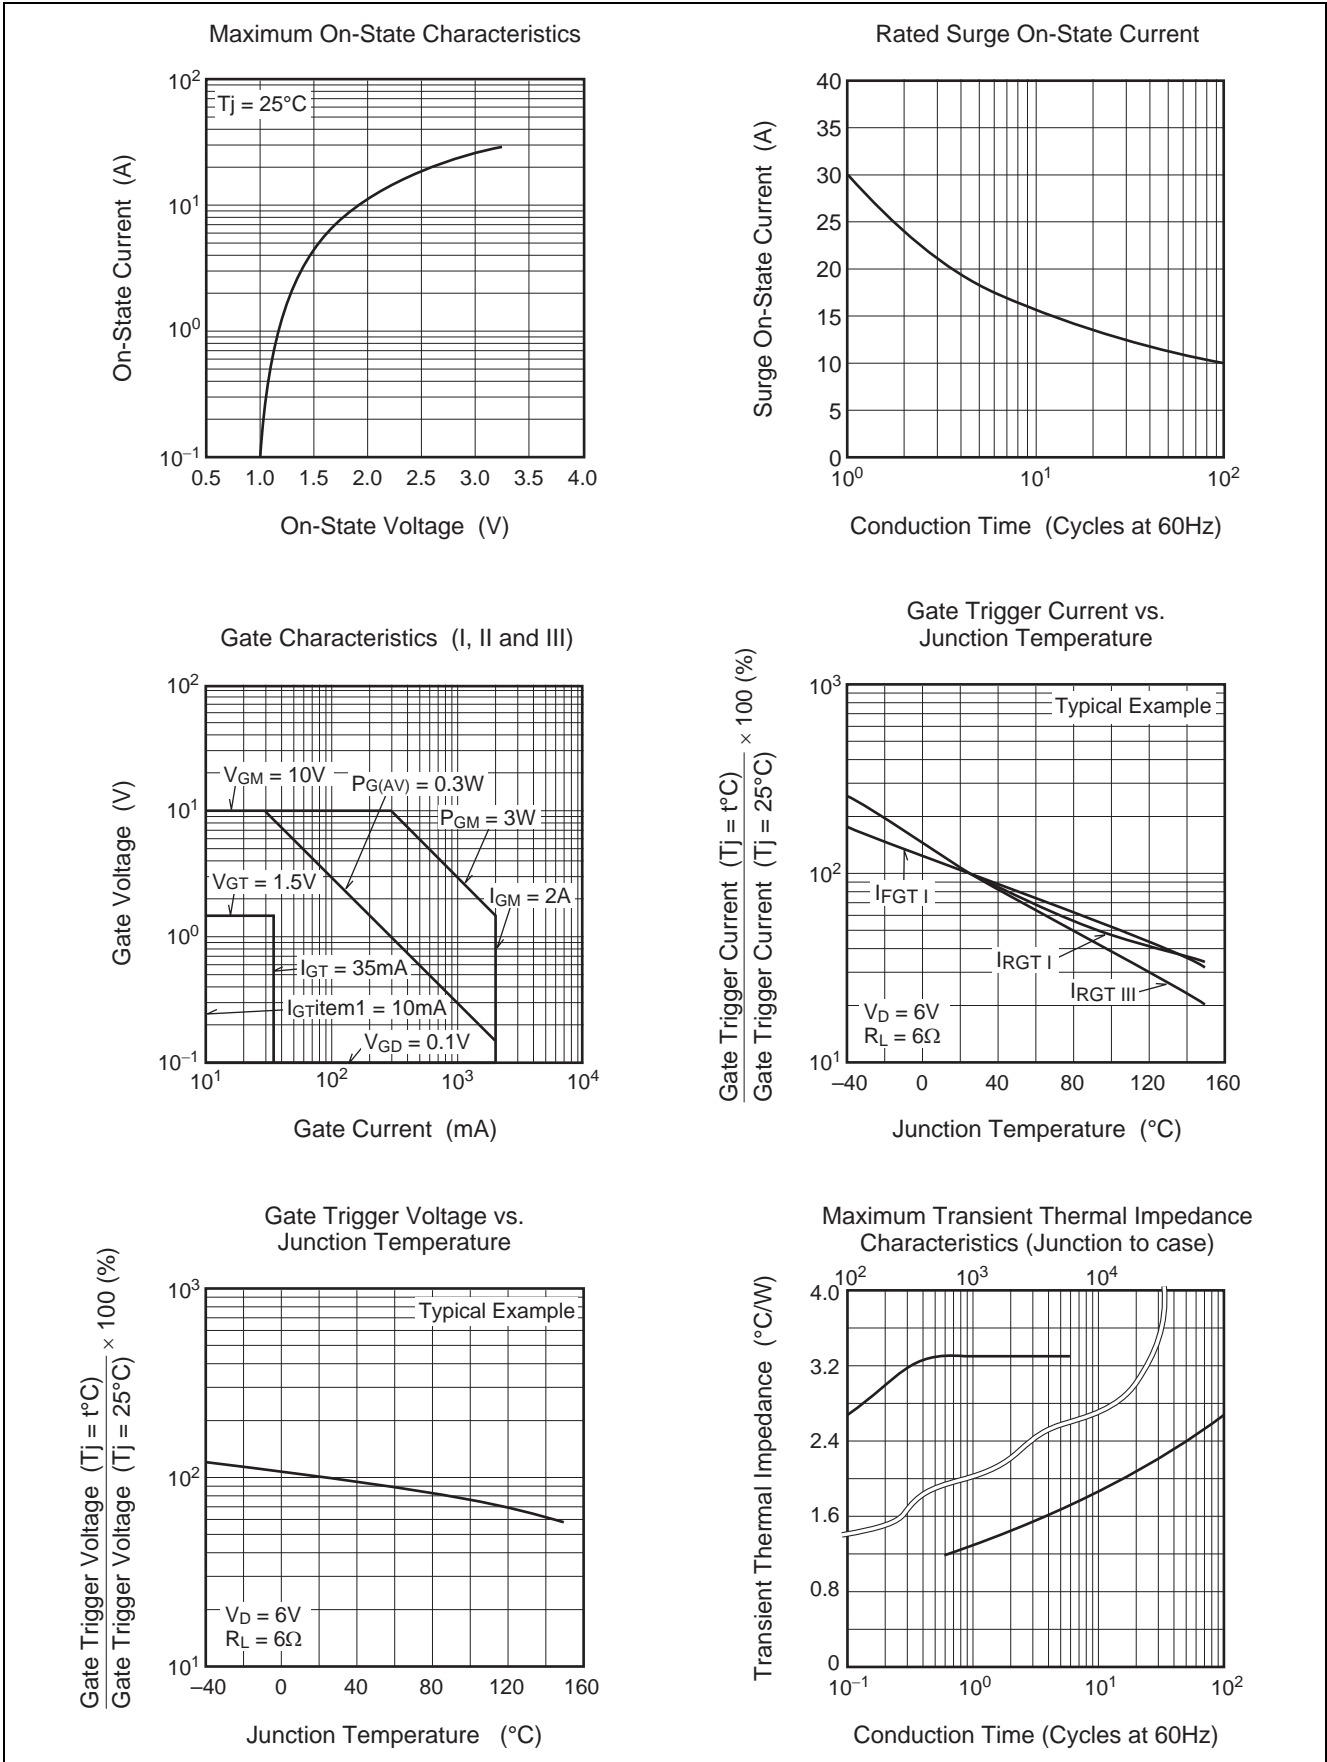 Maximum On-State Characteristics
10²
10¹
10⁰
10⁻¹
Tj = 25°C
On-State Current (A)
0.5 1.0 1.5 2.0 2.5 3.0 3.5 4.0
On-State Voltage (V)
Rated Surge On-State Current
40
35
30
25
20
15
10
5
0
Surge On-State Current (A)
10⁰ 10¹ 10²
Conduction Time (Cycles at 60Hz)
Gate Characteristics (I, II and III)
10²
10¹
10⁰
10⁻¹
Gate Voltage (V)
VGM = 10V
PG(AV) = 0.3W
PGM = 3W
VGT = 1.5V
IGM = 2A
IGT = 35mA
IGTitem1 = 10mA
VGD = 0.1V
10¹ 10² 10³ 10⁴
Gate Current (mA)
Gate Trigger Current vs.
Junction Temperature
10³
10²
10¹
Gate Trigger Current (Tj = t°C)
Gate Trigger Current (Tj = 25°C)
× 100 (%)
Typical Example
IFGT I
IRGT I
IRGT III
VD = 6V
RL = 6Ω
–40 0 40 80 120 160
Junction Temperature (°C)
Gate Trigger Voltage vs.
Junction Temperature
10³
10²
10¹
Gate Trigger Voltage (Tj = t°C)
Gate Trigger Voltage (Tj = 25°C)
× 100 (%)
Typical Example
VD = 6V
RL = 6Ω
–40 0 40 80 120 160
Junction Temperature (°C)
Maximum Transient Thermal Impedance
Characteristics (Junction to case)
10² 10³ 10⁴
4.0
3.2
2.4
1.6
0.8
0
Transient Thermal Impedance (°C/W)
10⁻¹ 10⁰ 10¹ 10²
Conduction Time (Cycles at 60Hz)